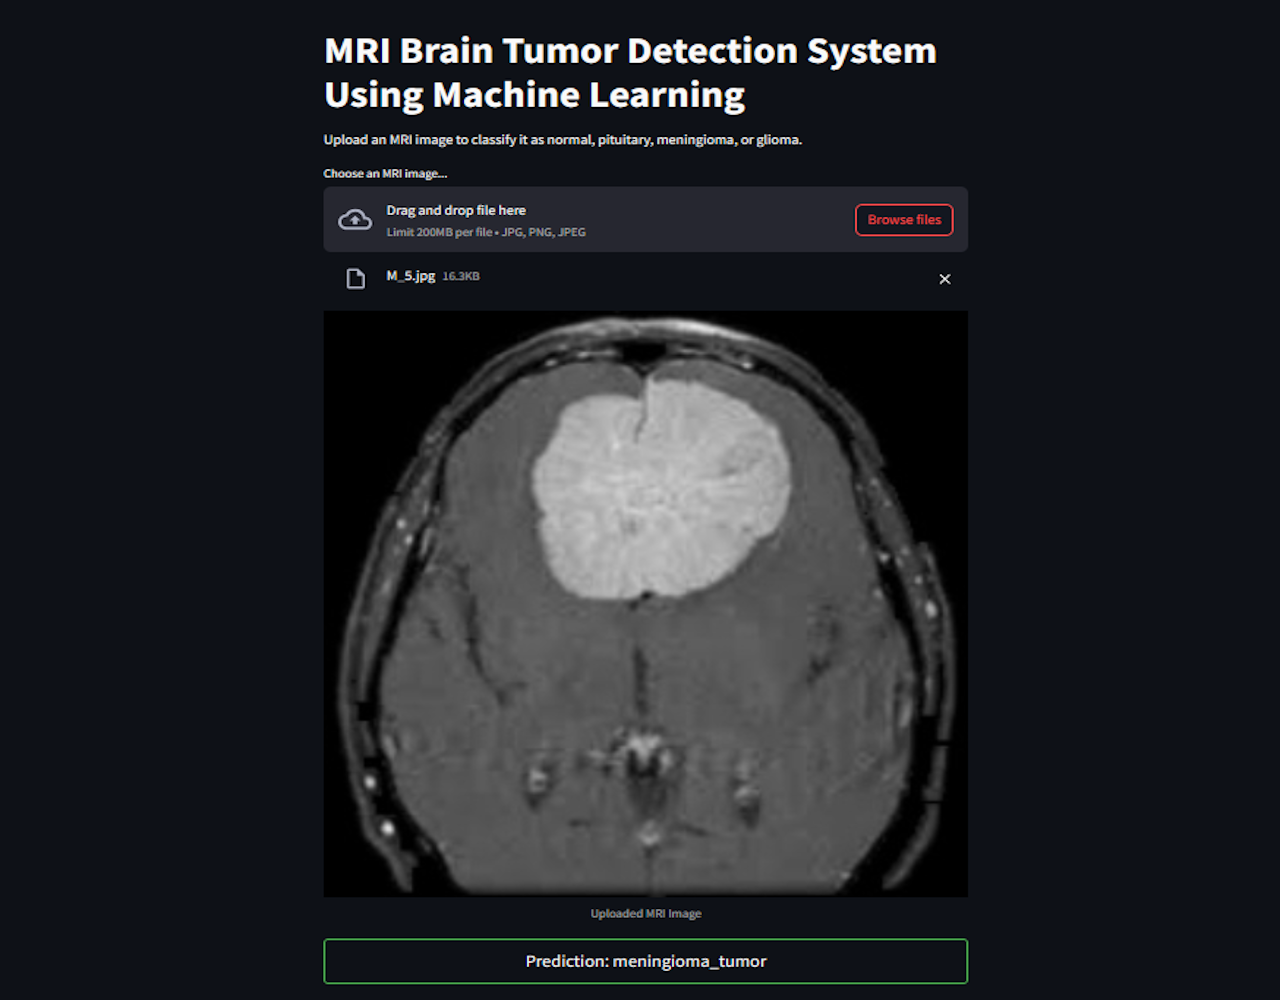 MRI Brain Tumor Detection System
Using Machine Learning
Upload an MRI image to classify it as normal, pituitary, meningioma, or glioma.
Choose an MRI image...
Drag and drop file here
Limit 200MB per file • JPG, PNG, JPEG
Browse files
M_5.jpg 16.3KB
Uploaded MRI Image
Prediction: meningioma_tumor